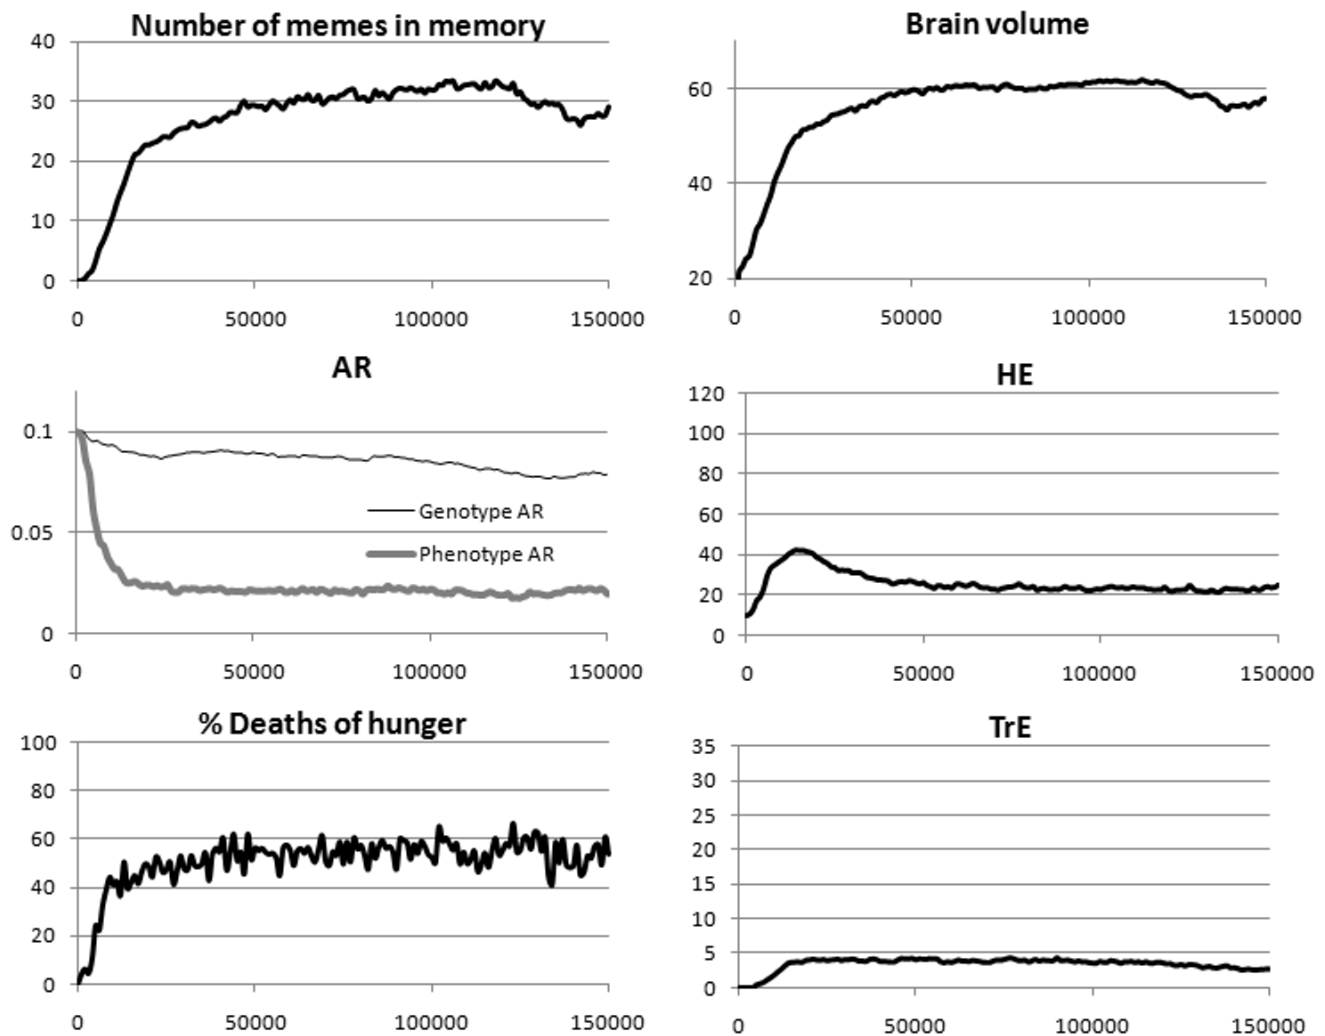 Number of memes in memory
40
30
20
10
0
0 50000 100000 150000
Brain volume
60
40
20
0 50000 100000 150000
AR
0.1
0.05
0
Genotype AR
Phenotype AR
0 50000 100000 150000
HE
120
100
80
60
40
20
0
0 50000 100000 150000
% Deaths of hunger
100
80
60
40
20
0
0 50000 100000 150000
TrE
35
30
25
20
15
10
5
0
0 50000 100000 150000